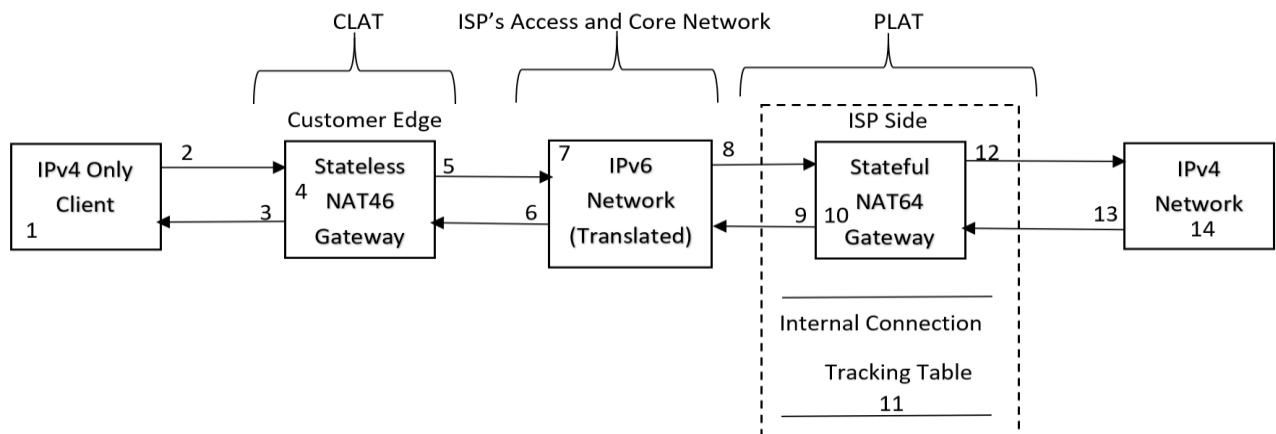 CLAT
ISP’s Access and Core Network
PLAT
Customer Edge
ISP Side
IPv4 Only
Client
1
2
3
Stateless
NAT46
Gateway
4
5
6
7
IPv6
Network
(Translated)
8
9
10
Stateful
NAT64
Gateway
12
13
IPv4
Network
14
Internal Connection
Tracking Table
11